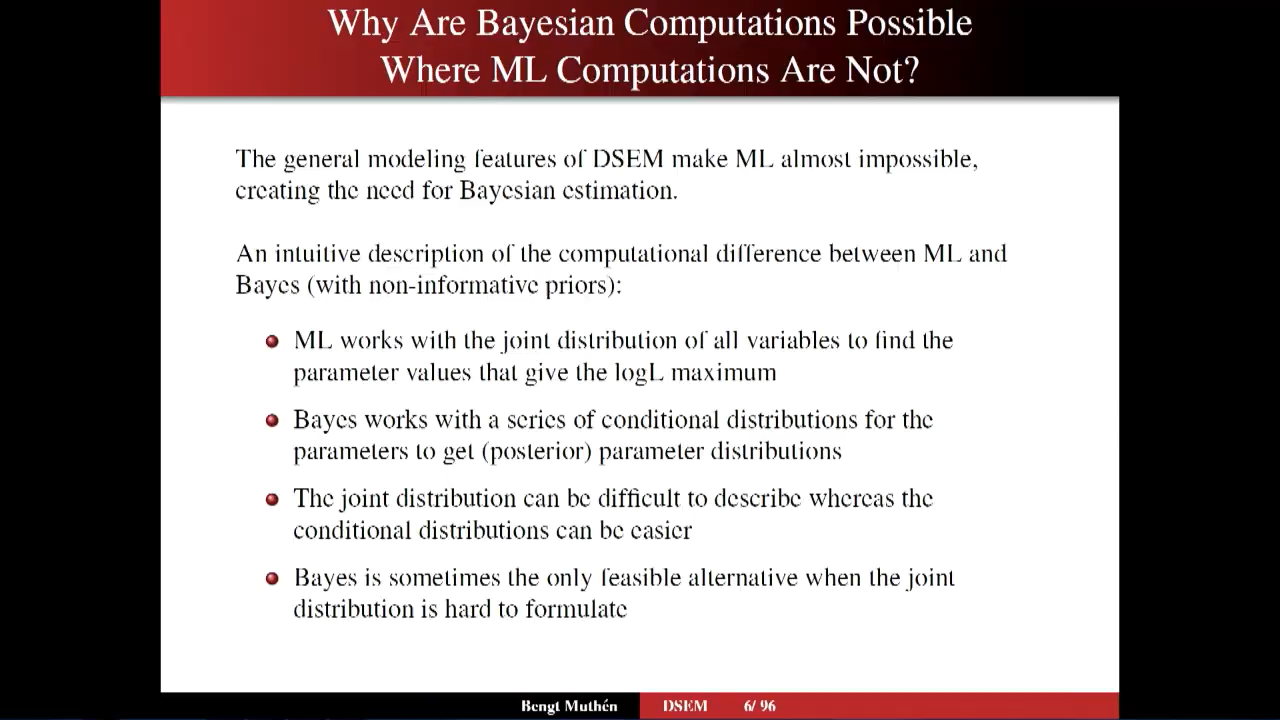 Why Are Bayesian Computations Possible
Where ML Computations Are Not?
The general modeling features of DSEM make ML almost impossible,
creating the need for Bayesian estimation.
An intuitive description of the computational difference between ML and
Bayes (with non-informative priors):
ML works with the joint distribution of all variables to find the
parameter values that give the logL maximum
Bayes works with a series of conditional distributions for the
parameters to get (posterior) parameter distributions
The joint distribution can be difficult to describe whereas the
conditional distributions can be easier
Bayes is sometimes the only feasible alternative when the joint
distribution is hard to formulate
Bengt Muthén DSEM 6/ 96